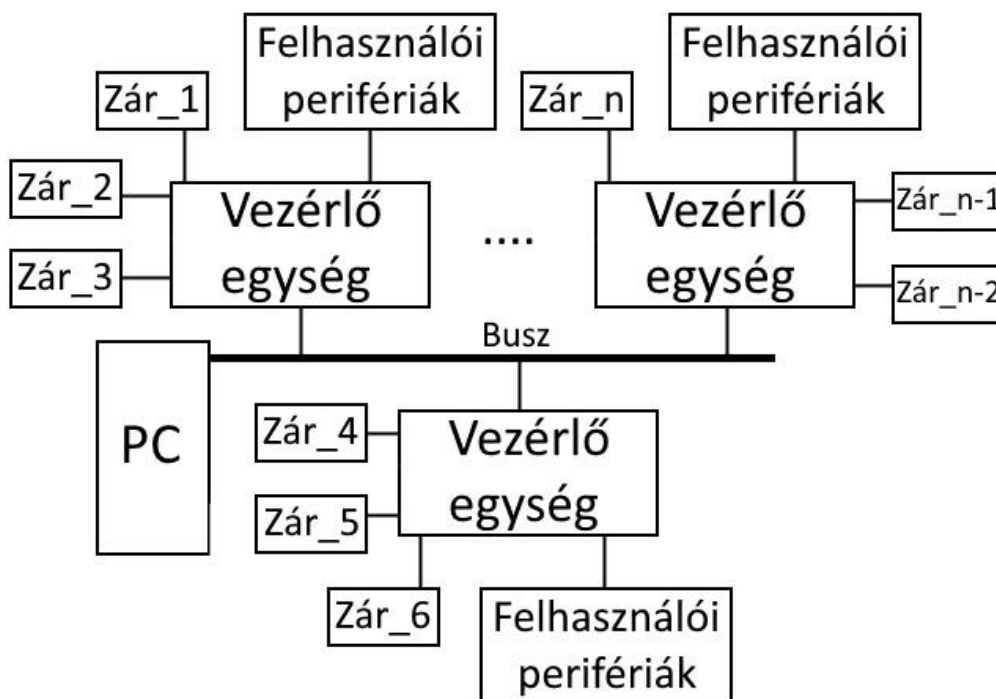 Felhasználói
perifériák
Felhasználói
perifériák
Zár_1
Zár_n
Zár_2
Vezérlő
egység
....
Vezérlő
egység
Zár_n-1
Zár_3
Zár_n-2
Busz
PC
Zár_4
Vezérlő
egység
Zár_5
Zár_6
Felhasználói
perifériák